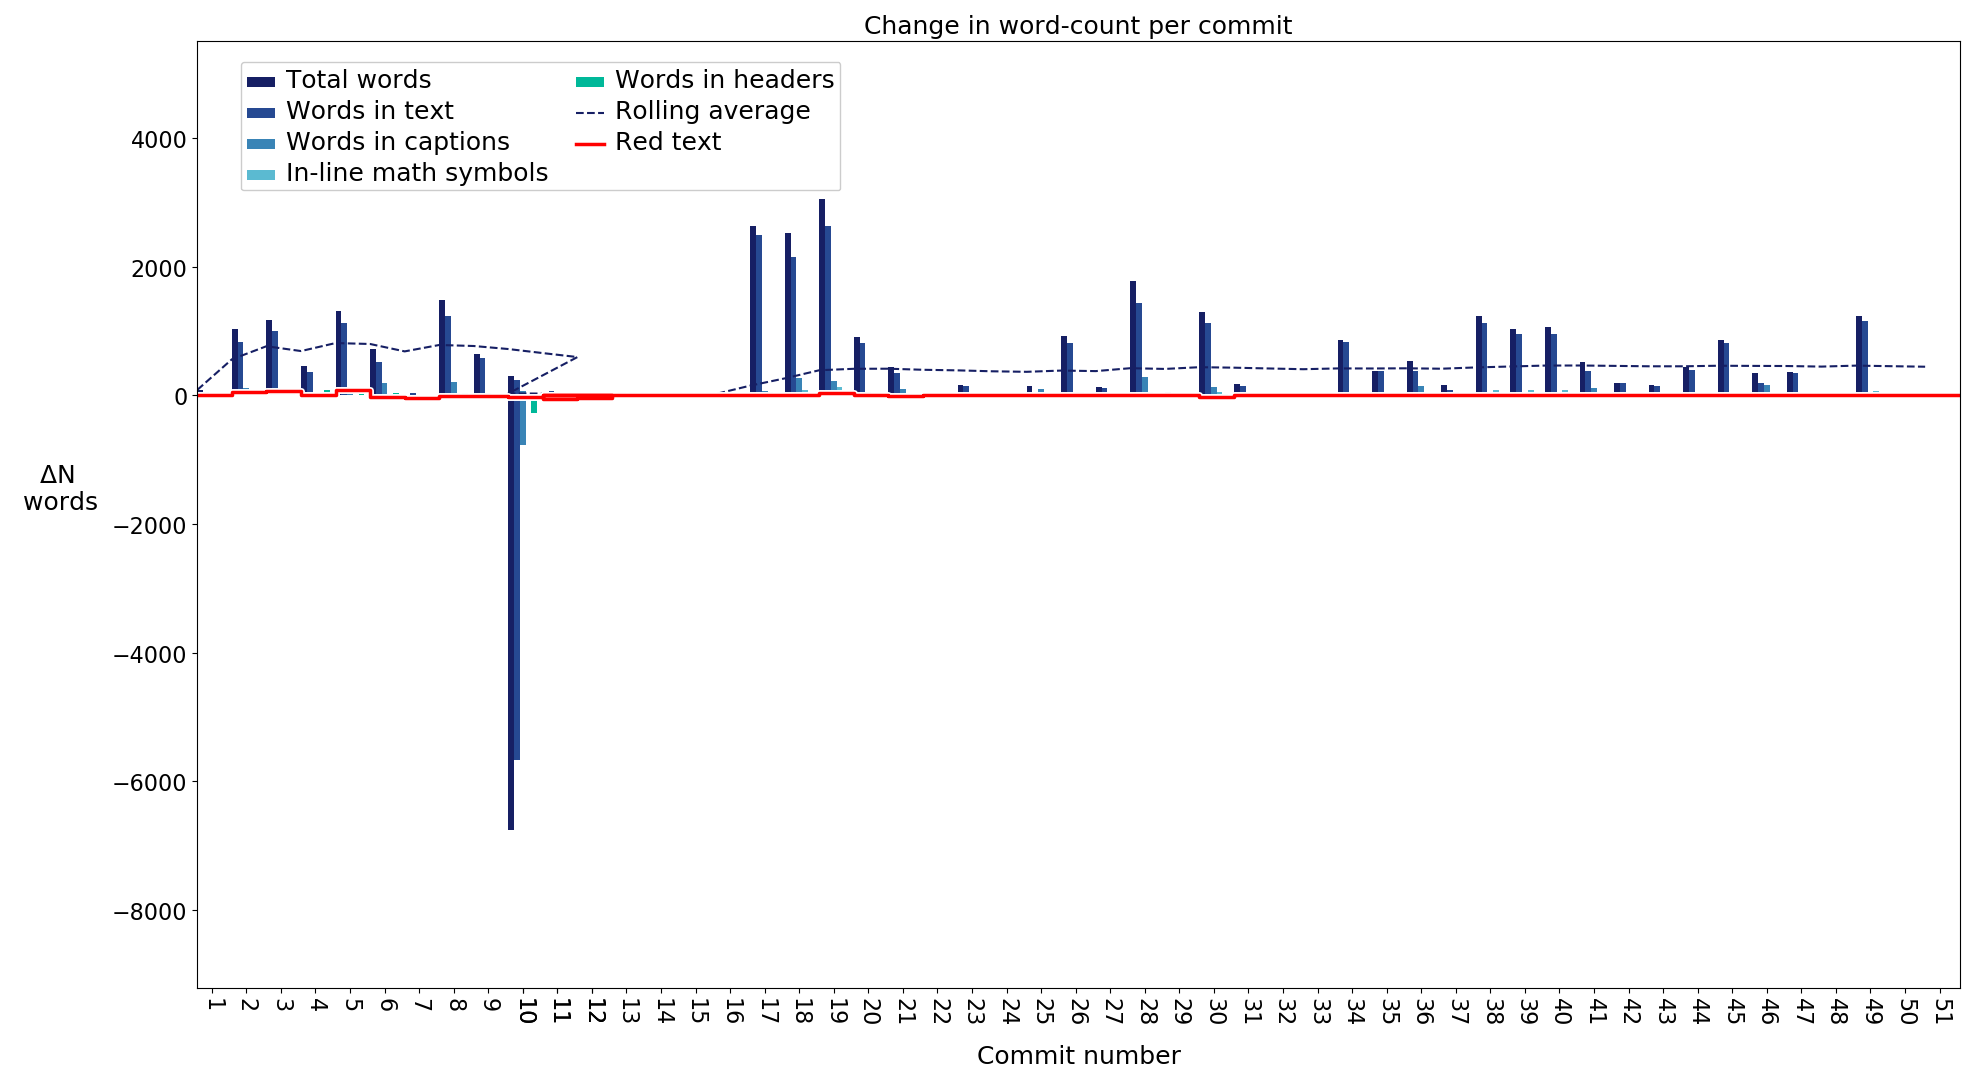 Change in word-count per commit
Total words
Words in text
Words in captions
In-line math symbols
Words in headers
Rolling average
Red text
4000
2000
0
−2000
−4000
−6000
−8000
ΔN
words
1 2 3 4 5 6 7 8 9 10 11 12 13 14 15 16 17 18 19 20 21 22 23 24 25 26 27 28 29 30 31 32 33 34 35 36 37 38 39 40 41 42 43 44 45 46 47 48 49 50 51
Commit number